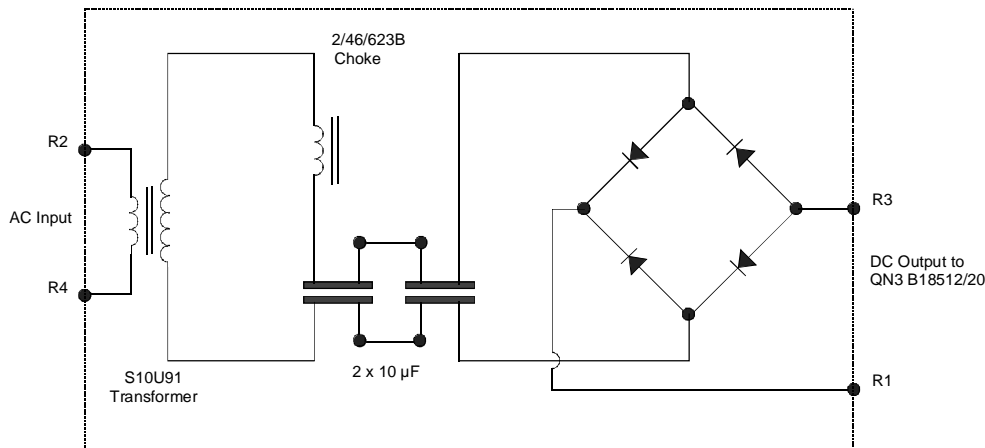 2/46/623B
Choke
R2
AC Input
R4
R3
DC Output to
QN3 B18512/20
R1
2 x 10 µF
S10U91
Transformer